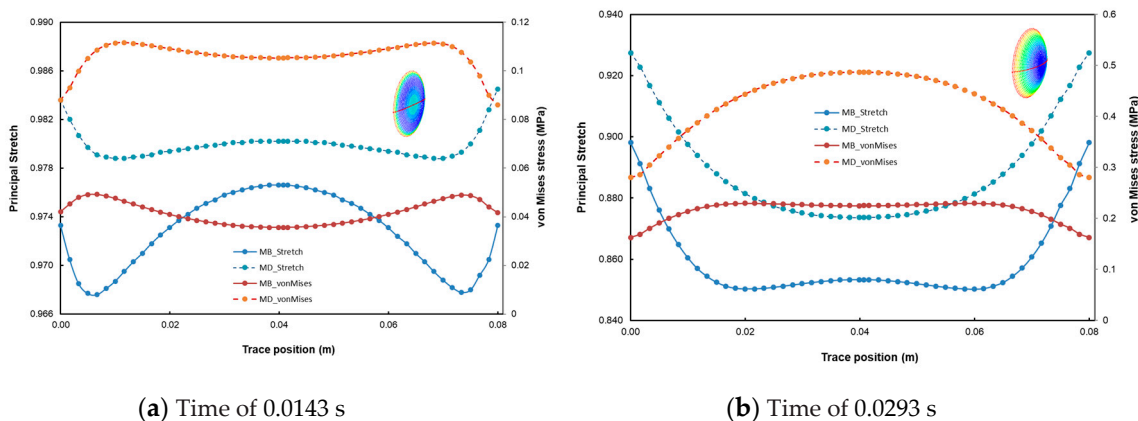 0.990
0.986
0.982
0.978
0.974
0.970
0.966
Principal Stretch
0.12
0.1
0.08
0.06
0.04
0.02
0
von Mises stress (MPa)
MB_Stretch
MD_Stretch
MB_vonMises
MD_vonMises
0.00 0.02 0.04 0.06 0.08
Trace position (m)
(a) Time of 0.0143 s
0.940
0.920
0.900
0.880
0.860
0.840
Principal Stretch
0.6
0.5
0.4
0.3
0.2
0.1
0
von Mises stress (MPa)
MB_Stretch
MD_Stretch
MB_vonMises
MD_vonMises
0.00 0.02 0.04 0.06 0.08
Trace position (m)
(b) Time of 0.0293 s